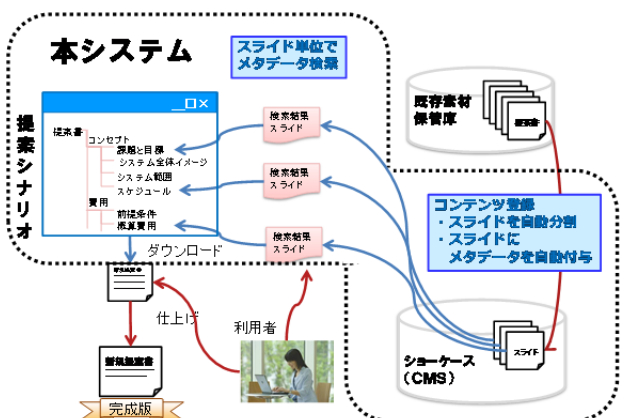 本システム
スライド単位で
メタデータ検索
提案シナリオ
提案書
コンセプト
課題と目標
システム全体イメージ
システム範囲
スケジュール
費用
前提条件
概算費用
検索結果
スライド
検索結果
スライド
検索結果
スライド
既存素材
保管庫
提案書
コンテンツ登録
・スライドを自動分割
・スライドに
メタデータを自動付与
ダウンロード
仕上げ
利用者
新規提案書
完成版
ショーケース
(CMS)
スライド